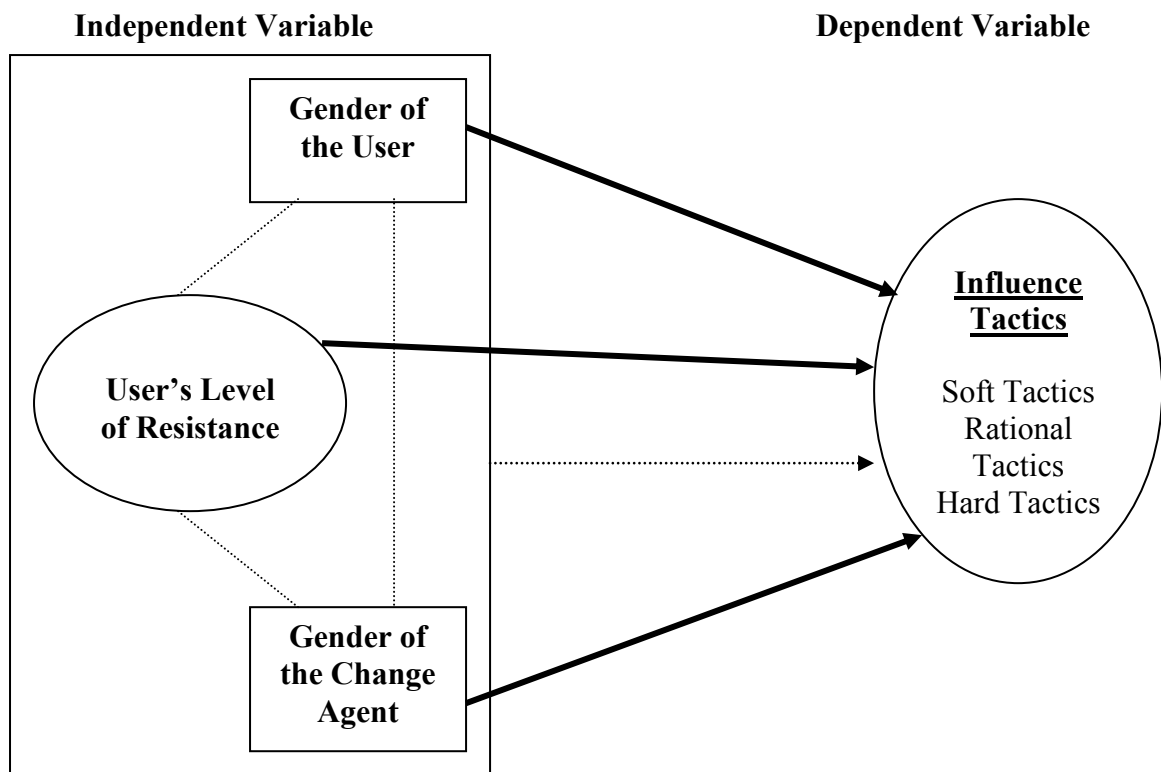 Independent Variable
Dependent Variable
Gender of
the User
Influence
Tactics
User’s Level
of Resistance
Soft Tactics
Rational
Tactics
Hard Tactics
Gender of
the Change
Agent